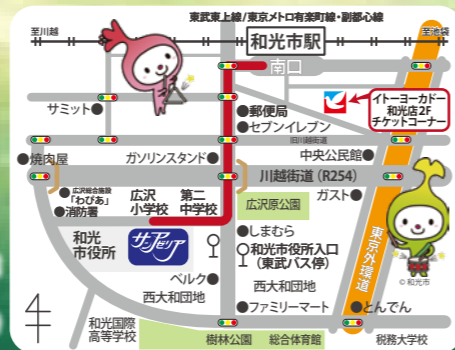 東武東上線/東京メトロ有楽町線・副都心線
至川越
和光市駅
至池袋
南口
サミット
郵便局
セブンイレブン
イトーヨーカドー
和光店2F
チケットコーナー
旧川越街道
焼肉屋
ガソリンスタンド
中央公民館
川越街道(R254)
広沢総合施設
「わぴあ」
消防署
広沢
小学校
第二
中学校
広沢原公園
ガスト
東京外環道
和光
市役所
サンアゼリア
しまむら
和光市役所入口
(東武バス停)
ベルク
西大和団地
西大和団地
© 和光市
ファミリーマート
とんでん
和光国際
高等学校
樹林公園
総合体育館
税務大学校